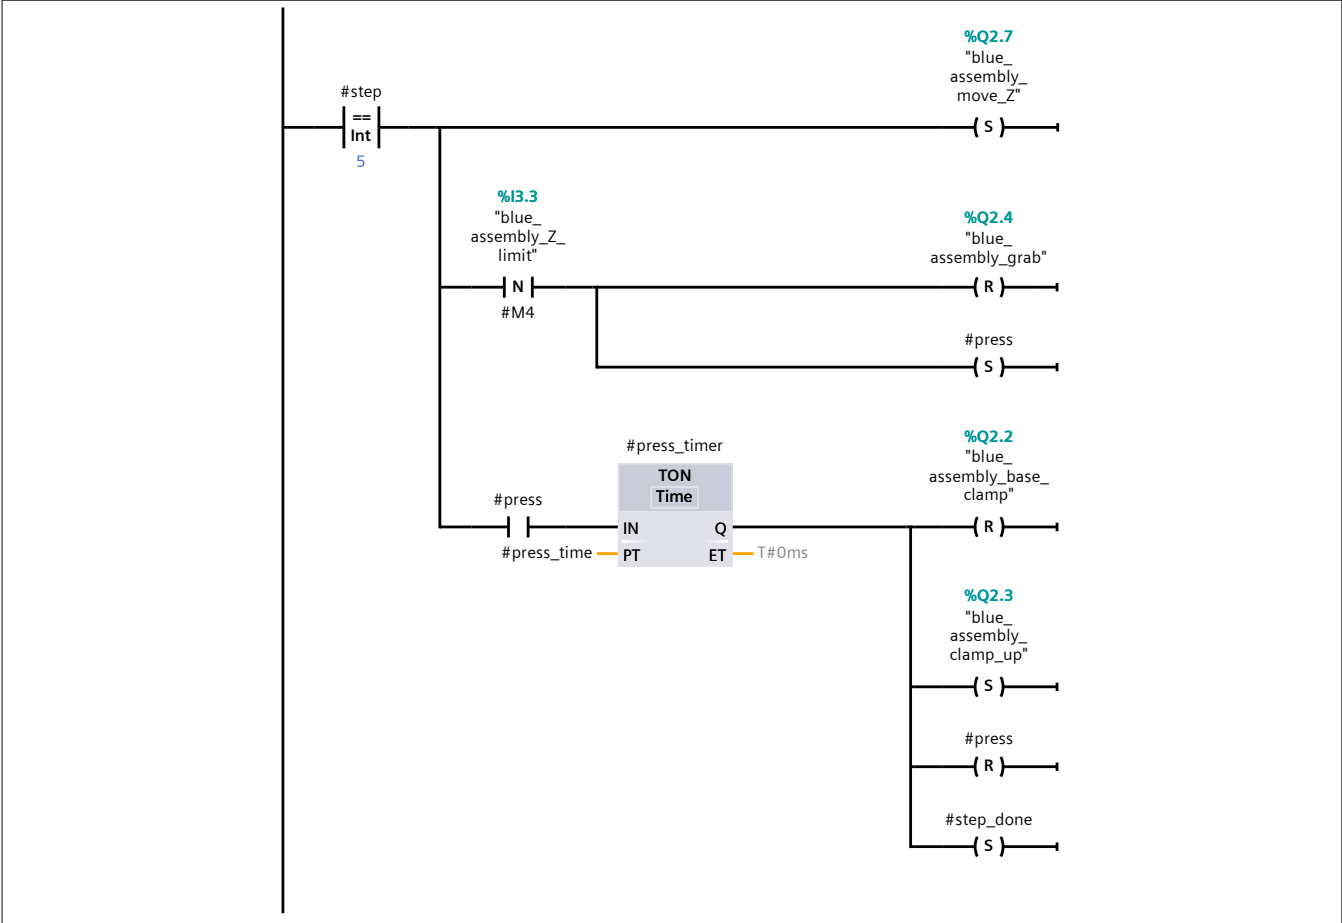 %Q2.7
"blue_
assembly_
move_Z"
#step
==
Int
5
S
%I3.3
"blue_
assembly_Z_
limit"
N
#M4
%Q2.4
"blue_
assembly_grab"
R
#press
S
#press_timer
TON
Time
#press
IN
Q
#press_time
PT
ET
T#0ms
%Q2.2
"blue_
assembly_base_
clamp"
R
%Q2.3
"blue_
assembly_
clamp_up"
S
#press
R
#step_done
S